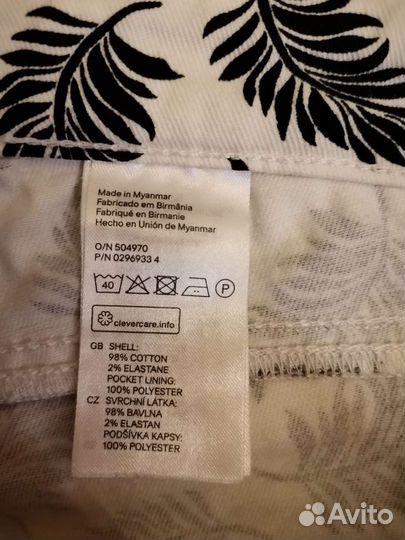 Made in Myanmar
Fabricado em Birmânia
Fabriqué en Birmanie
Hecho en Unión de Myanmar
O/N 504970
P/N 0296933 4
40 P
clevercare.info
GB SHELL:
98% COTTON
2% ELASTANE
POCKET LINING:
100% POLYESTER
CZ SVRCHNÍ LÁTKA:
98% BAVLNA
2% ELASTAN
PODŠÍVKA KAPSY:
100% POLYESTER
Avito